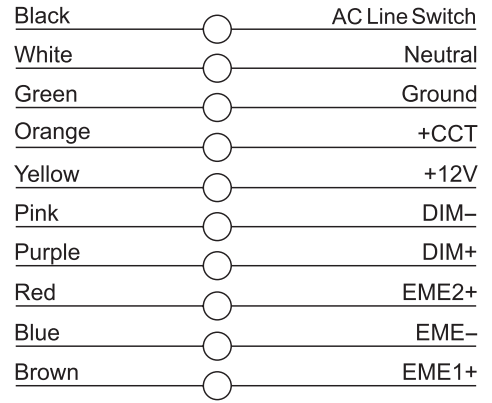 Black AC Line Switch
White Neutral
Green Ground
Orange +CCT
Yellow +12V
Pink DIM–
Purple DIM+
Red EME2+
Blue EME–
Brown EME1+